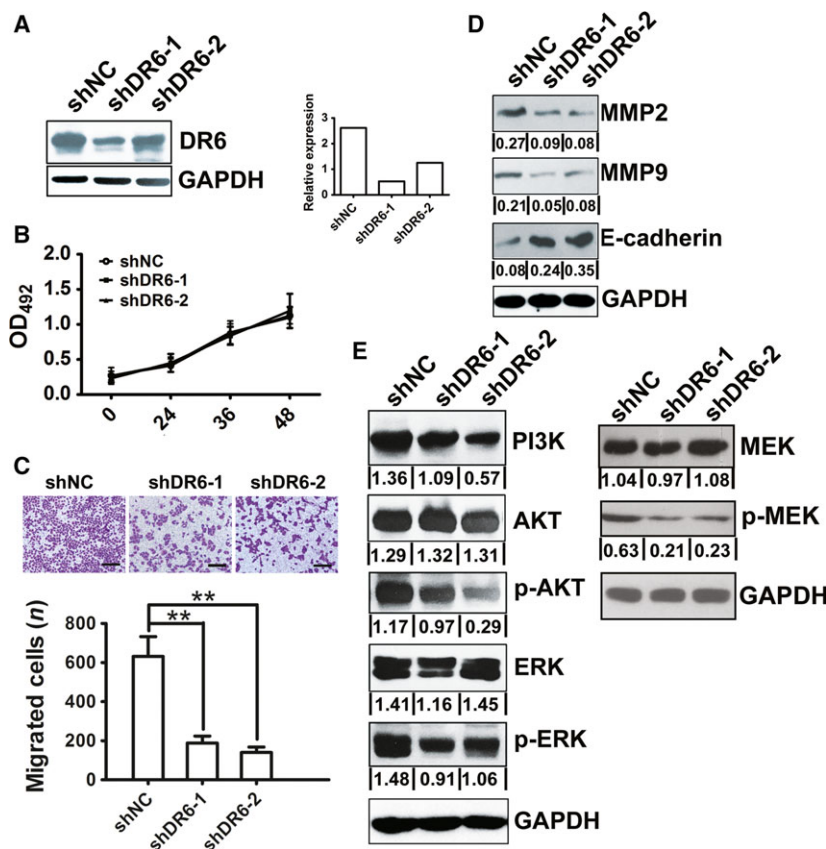 A
shNC
shDR6-1
shDR6-2
DR6
GAPDH
Relative expression
3
2
1
0
shNC
shDR6-1
shDR6-2
B
shNC
shDR6-1
shDR6-2
OD492
2.0
1.5
1.0
0.5
0.0
0 24 36 48
C
shNC shDR6-1 shDR6-2
Migrated cells (n)
800
600
400
200
0
**
**
shNC
shDR6-1
shDR6-2
D
shNC
shDR6-1
shDR6-2
MMP2
0.27 0.09 0.08
MMP9
0.21 0.05 0.08
E-cadherin
0.08 0.24 0.35
GAPDH
E
shNC
shDR6-1
shDR6-2
PI3K
1.36 1.09 0.57
AKT
1.29 1.32 1.31
p-AKT
1.17 0.97 0.29
ERK
1.41 1.16 1.45
p-ERK
1.48 0.91 1.06
GAPDH
shNC
shDR6-1
shDR6-2
MEK
1.04 0.97 1.08
p-MEK
0.63 0.21 0.23
GAPDH